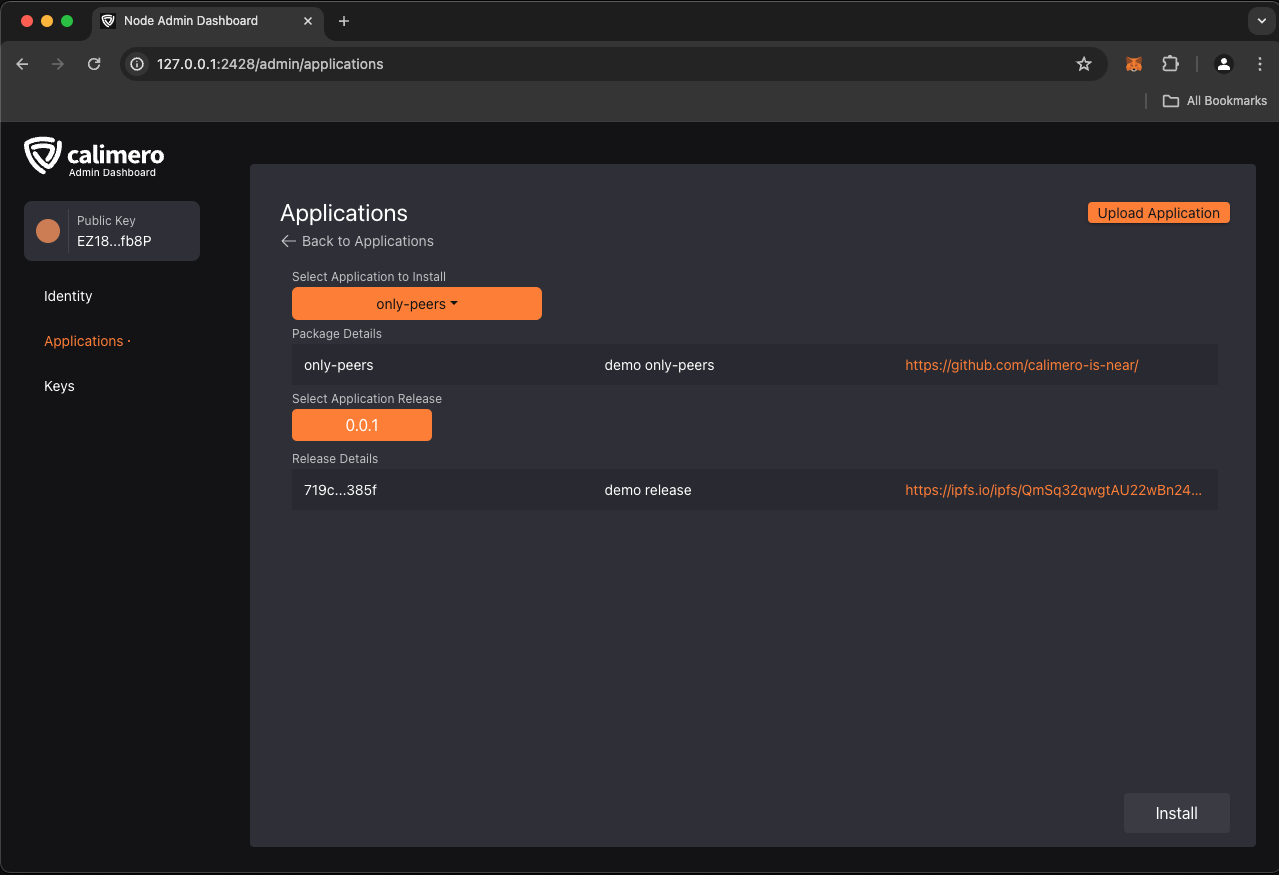 Node Admin Dashboard
127.0.0.1:2428/admin/applications
All Bookmarks
calimero
Admin Dashboard
Public Key
EZ18...fb8P
Identity
Applications ·
Keys
Applications
Upload Application
Back to Applications
Select Application to Install
only-peers
Package Details
only-peers demo only-peers https://github.com/calimero-is-near/
Select Application Release
0.0.1
Release Details
719c...385f demo release https://ipfs.io/ipfs/QmSq32qwgtAU22wBn24...
Install